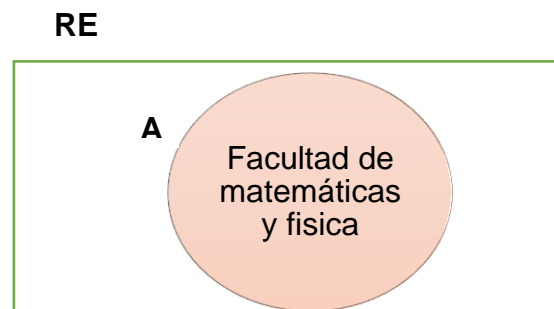 RE
A
Facultad de
matemáticas
y fisica